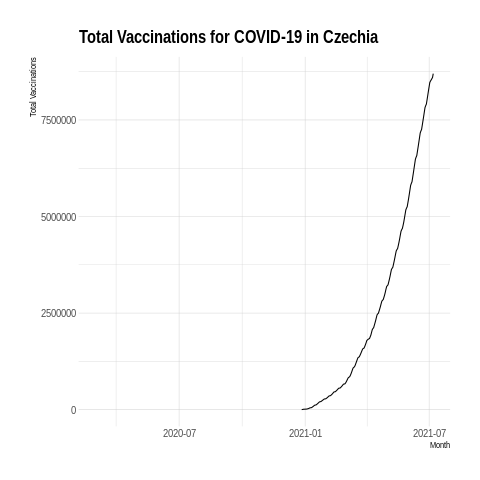 Total Vaccinations for COVID-19 in Czechia
Total Vaccinations
7500000
5000000
2500000
0
2020-07
2021-01
2021-07
Month